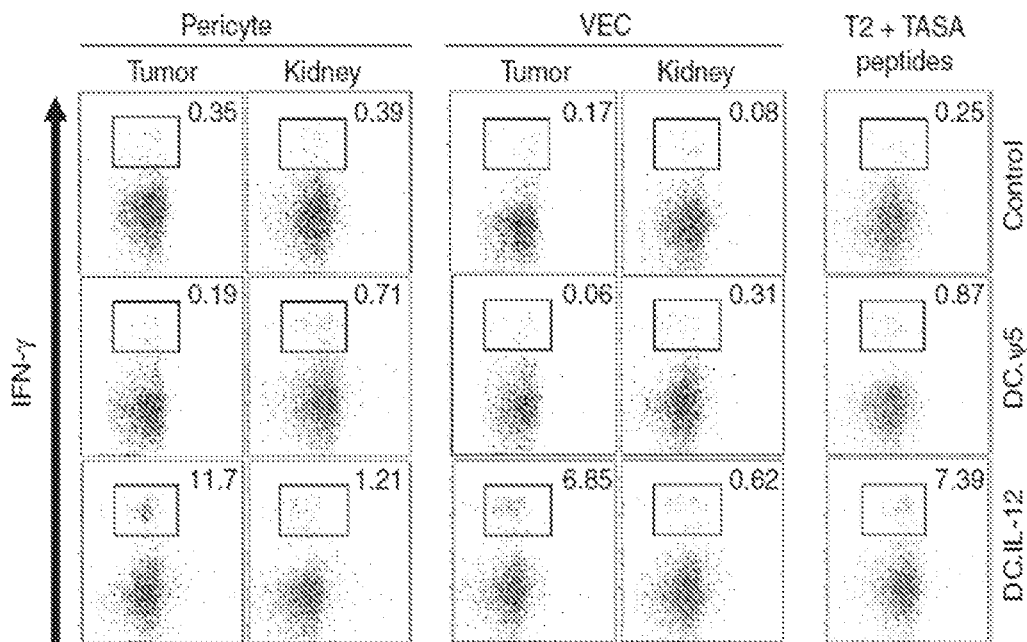 Pericyte VEC T2 + TASA
peptides
Tumor Kidney Tumor Kidney
0.35 0.39 0.17 0.08 0.25
Control
0.19 0.71 0.06 0.31 0.87
DC.ψ5
11.7 1.21 6.85 0.62 7.39
DC.IL-12
IFN-γ